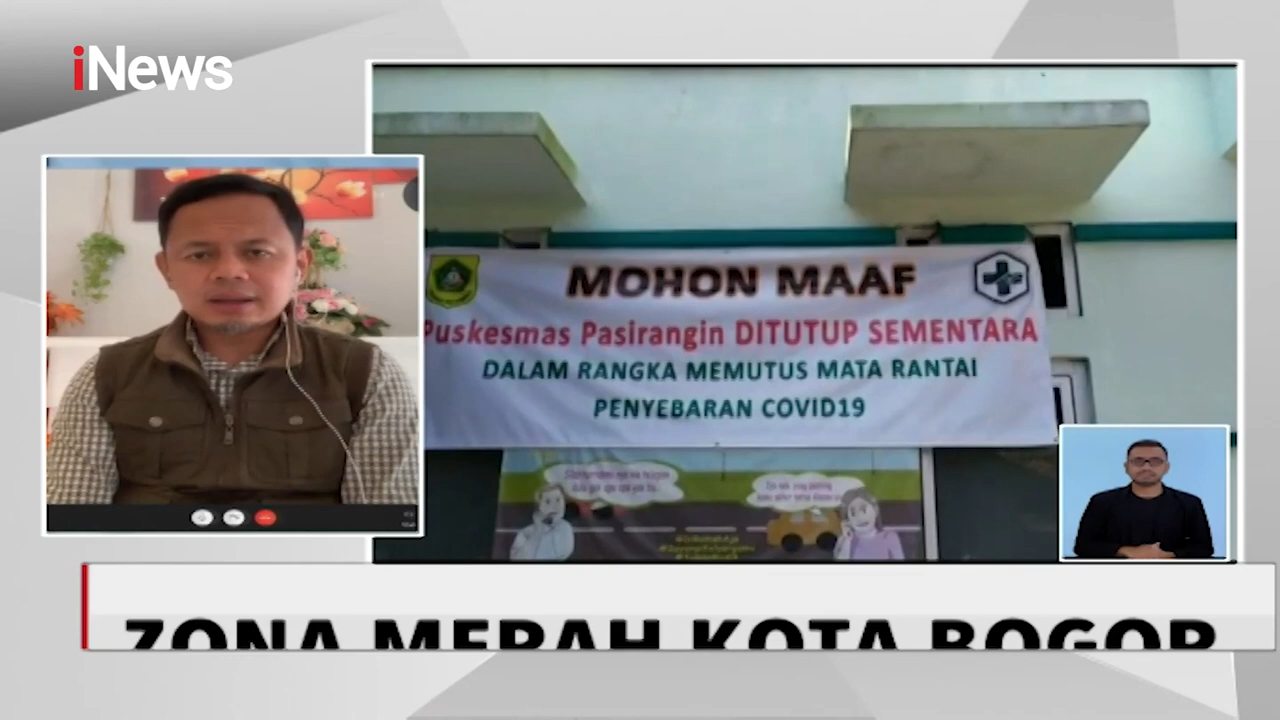 iNews
MOHON MAAF
Puskesmas Pasirangin DITUTUP SEMENTARA
DALAM RANGKA MEMUTUS MATA RANTAI
PENYEBARAN COVID19
ZONA MERAH KOTA BOGOR